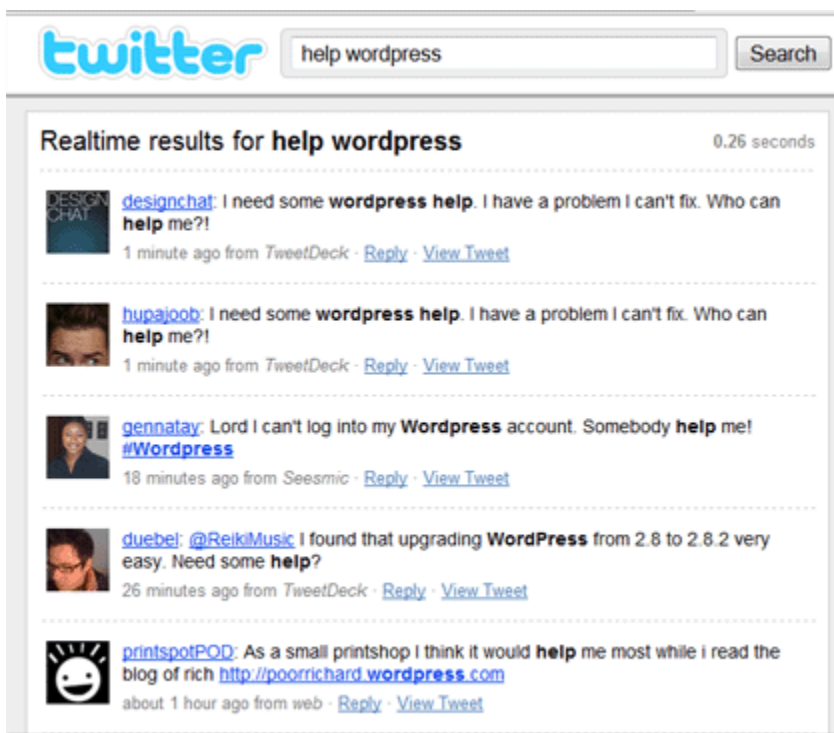 twitter help wordpress Search
Realtime results for help wordpress 0.26 seconds
DESIGN
CHAT
designchat: I need some wordpress help. I have a problem I can't fix. Who can
help me?!
1 minute ago from TweetDeck · Reply · View Tweet
hupajoob: I need some wordpress help. I have a problem I can't fix. Who can
help me?!
1 minute ago from TweetDeck · Reply · View Tweet
gennatay: Lord I can't log into my Wordpress account. Somebody help me!
#Wordpress
18 minutes ago from Seesmic · Reply · View Tweet
duebel: @ReikiMusic I found that upgrading WordPress from 2.8 to 2.8.2 very
easy. Need some help?
26 minutes ago from TweetDeck · Reply · View Tweet
printspotPOD: As a small printshop I think it would help me most while i read the
blog of rich http://poorrichard.wordpress.com
about 1 hour ago from web · Reply · View Tweet